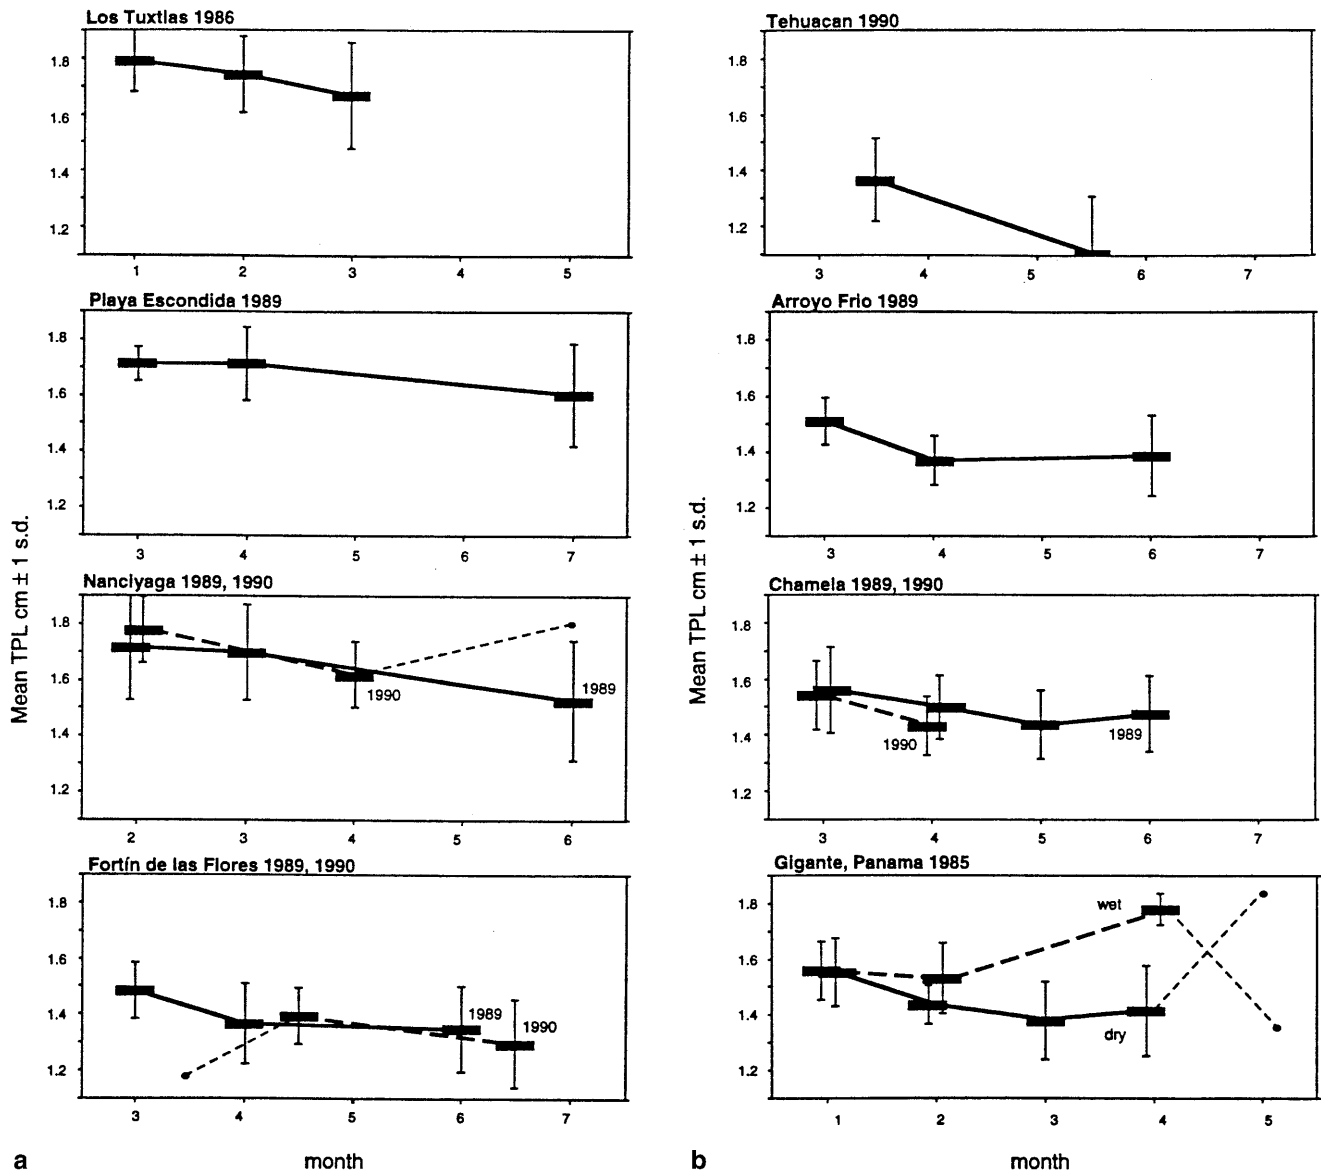 Los Tuxtlas 1986
1.8
1.6
1.4
1.2
1 2 3 4 5
Playa Escondida 1989
1.8
1.6
1.4
1.2
3 4 5 6 7
Nanciyaga 1989, 1990
1.8
1.6
1.4
1.2
1990
1989
2 3 4 5 6
Fortín de las Flores 1989, 1990
1.8
1.6
1.4
1.2
1989
1990
3 4 5 6 7
Mean TPL cm ± 1 s.d.
a month
Tehuacan 1990
1.8
1.6
1.4
1.2
3 4 5 6 7
Arroyo Frio 1989
1.8
1.6
1.4
1.2
3 4 5 6 7
Chamela 1989, 1990
1.8
1.6
1.4
1.2
1990
1989
3 4 5 6 7
Gigante, Panama 1985
1.8
1.6
1.4
1.2
wet
dry
1 2 3 4 5
Mean TPL cm ± 1 s.d.
b month